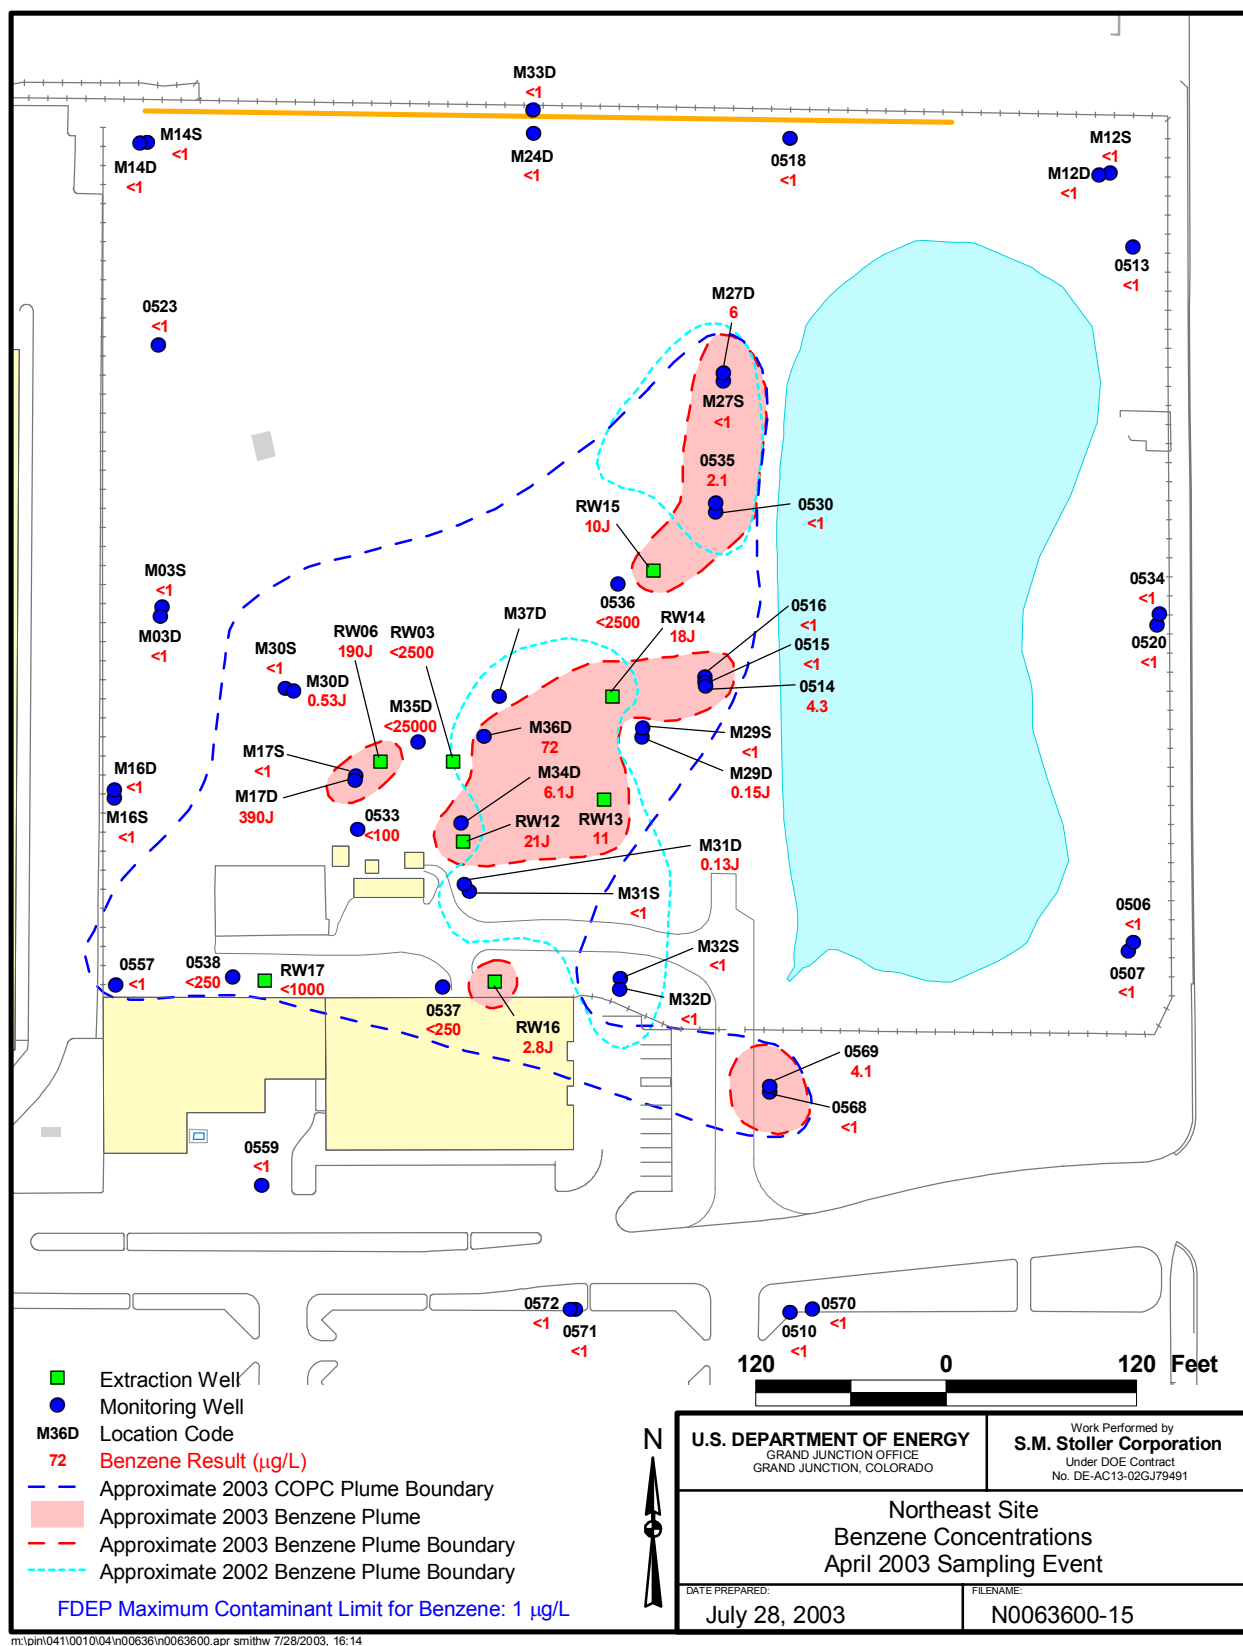 M33D
<1
M14S
<1
M14D
<1
M24D
<1
0518
<1
M12S
<1
M12D
<1
0513
<1
0523
<1
M27D
6
M27S
<1
0535
2.1
0530
<1
RW15
10J
0536
<2500
M03S
<1
M03D
<1
0534
<1
0520
<1
M37D
RW14
18J
0516
<1
0515
<1
0514
4.3
RW06
190J
RW03
<2500
M30S
<1
M30D
0.53J
M35D
<25000
M36D
72
M29S
<1
M29D
0.15J
M17S
<1
M17D
390J
M16D
<1
M16S
<1
M34D
6.1J
RW12
21J
RW13
11
0533
<100
M31D
0.13J
M31S
<1
0506
<1
0507
<1
M32S
<1
M32D
<1
0557
<1
0538
<250
RW17
<1000
0537
<250
RW16
2.8J
0569
4.1
0568
<1
0559
<1
0572
<1
0571
<1
0570
<1
0510
<1
120 0 120 Feet
Extraction Well
Monitoring Well
M36D Location Code
72 Benzene Result (µg/L)
Approximate 2003 COPC Plume Boundary
Approximate 2003 Benzene Plume
Approximate 2003 Benzene Plume Boundary
Approximate 2002 Benzene Plume Boundary
FDEP Maximum Contaminant Limit for Benzene: 1 µg/L
N
U.S. DEPARTMENT OF ENERGY
GRAND JUNCTION OFFICE
GRAND JUNCTION, COLORADO
Work Performed by
S.M. Stoller Corporation
Under DOE Contract
No. DE-AC13-02GJ79491
Northeast Site
Benzene Concentrations
April 2003 Sampling Event
DATE PREPARED:
July 28, 2003
FILENAME:
N0063600-15
m:\pin\041\0010\04\n00636\n0063600.apr smithw 7/28/2003, 16:14